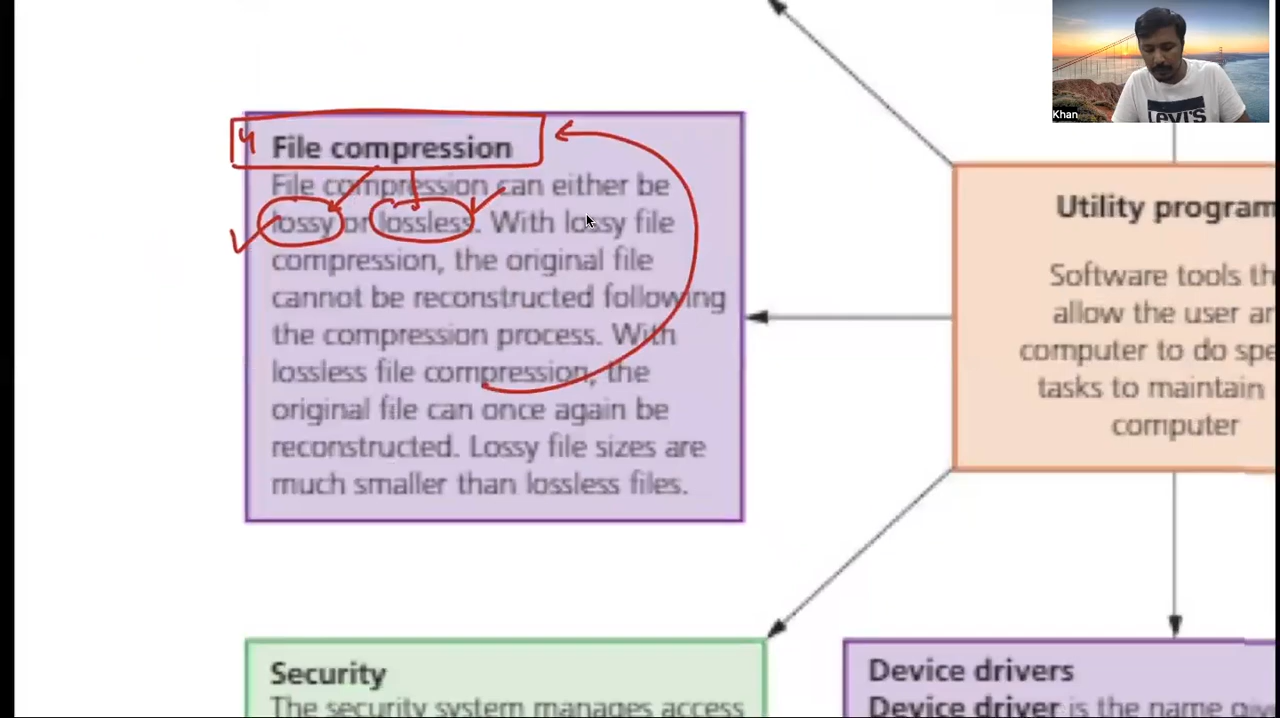 Khan
LEVI'S
4
File compression
File compression can either be
lossy or lossless. With lossy file
compression, the original file
cannot be reconstructed following
the compression process. With
lossless file compression, the
original file can once again be
reconstructed. Lossy file sizes are
much smaller than lossless files.
Utility program
Software tools th
allow the user an
computer to do spe
tasks to maintain
computer
Security
The security system manages access
Device drivers
Device driver is the name give